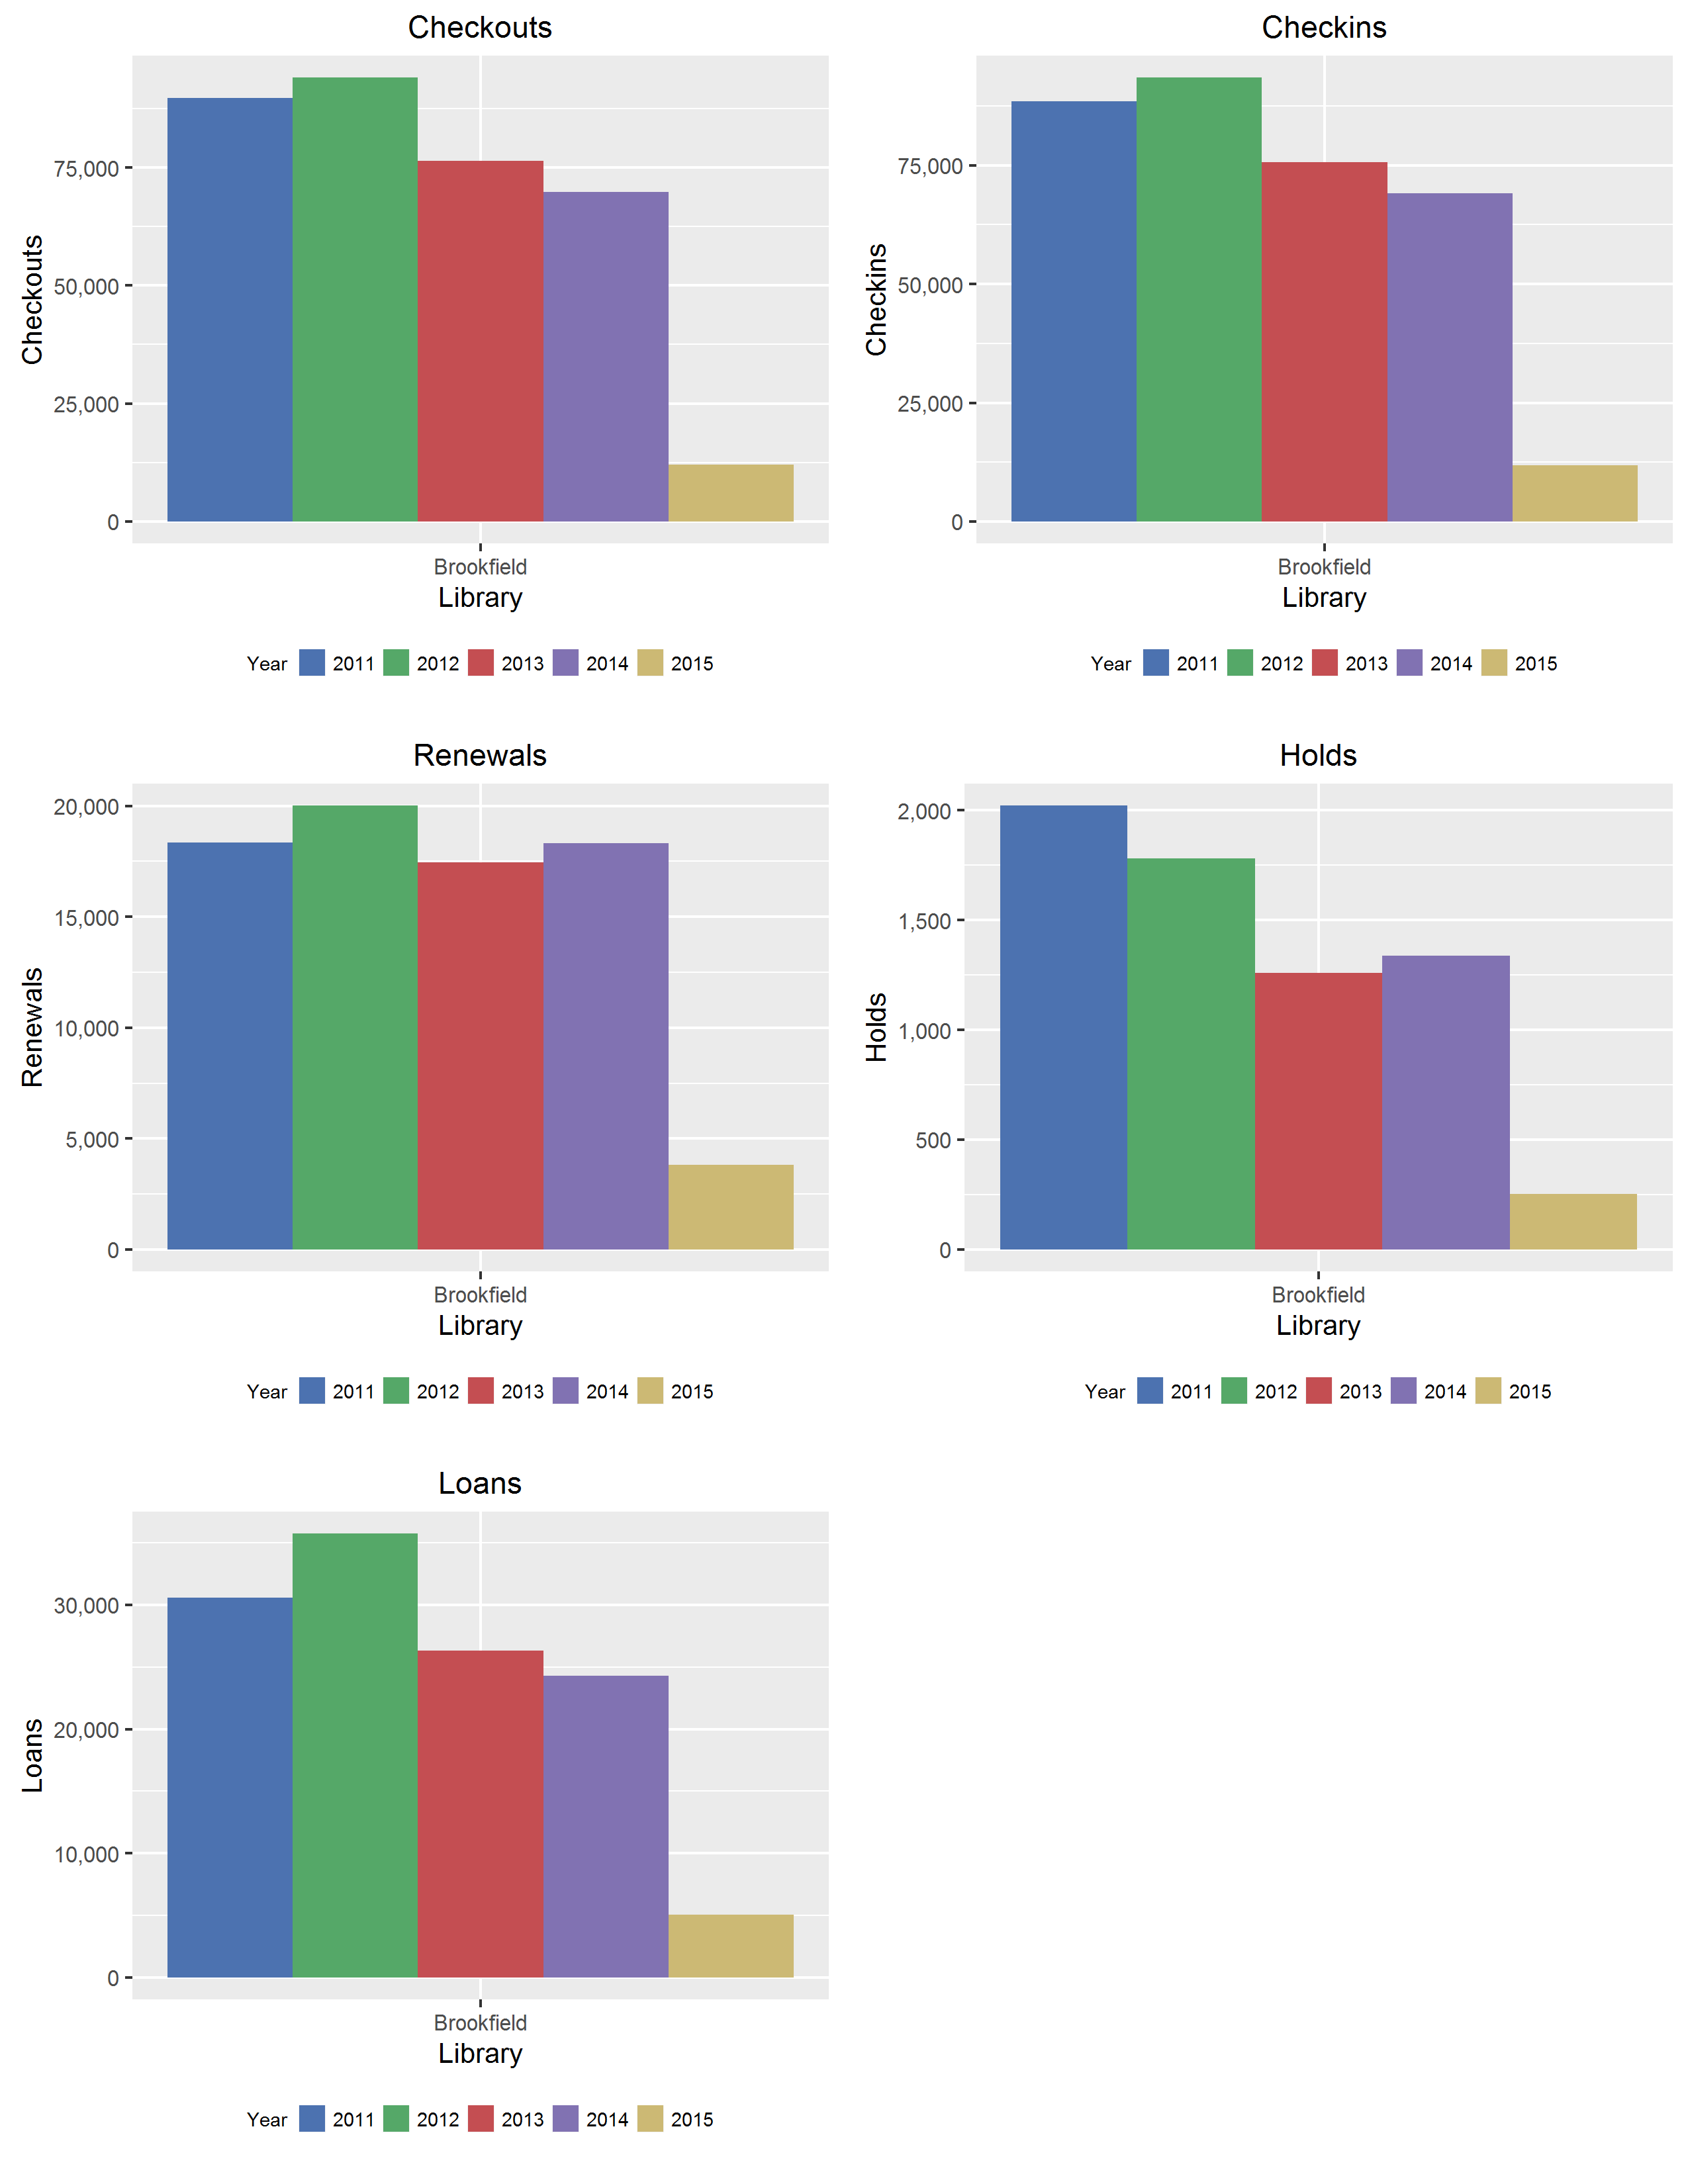 Checkouts
Checkouts
75,000
50,000
25,000
0
Brookfield
Library
Year 2011 2012 2013 2014 2015
Checkins
Checkins
75,000
50,000
25,000
0
Brookfield
Library
Year 2011 2012 2013 2014 2015
Renewals
Renewals
20,000
15,000
10,000
5,000
0
Brookfield
Library
Year 2011 2012 2013 2014 2015
Holds
Holds
2,000
1,500
1,000
500
0
Brookfield
Library
Year 2011 2012 2013 2014 2015
Loans
Loans
30,000
20,000
10,000
0
Brookfield
Library
Year 2011 2012 2013 2014 2015